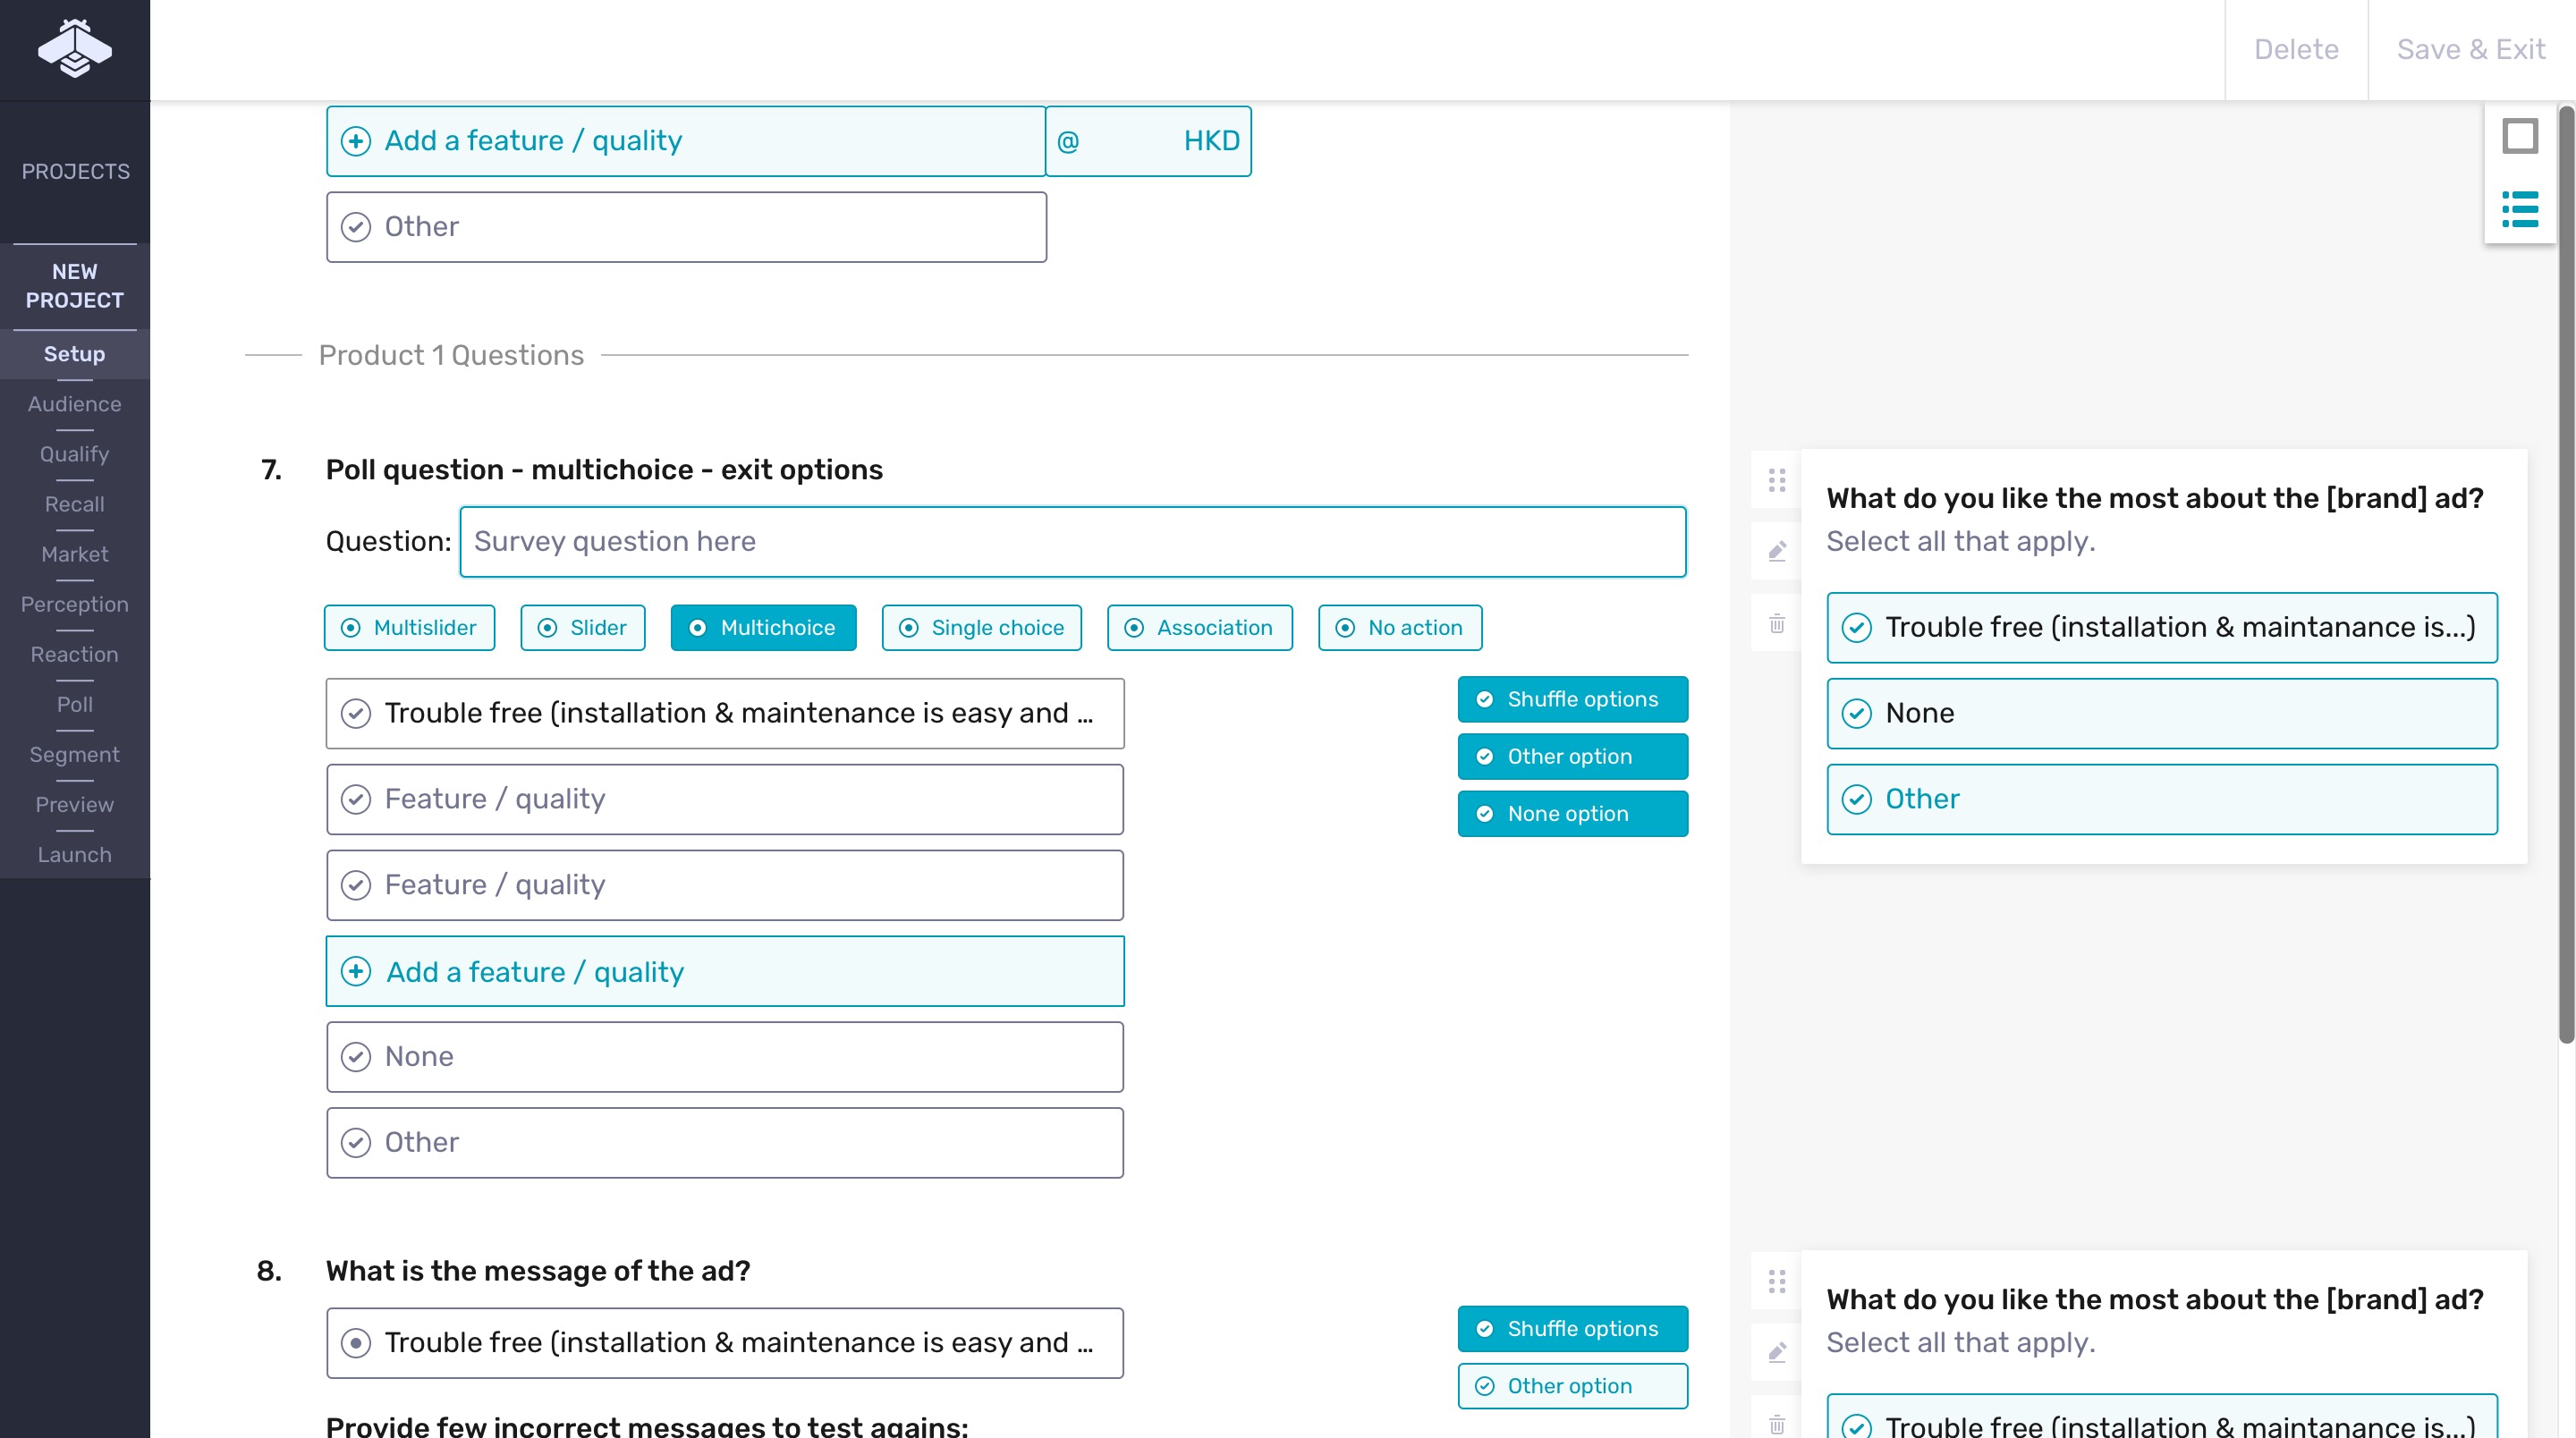 Delete
Save & Exit
PROJECTS
NEW
PROJECT
Setup
Audience
Qualify
Recall
Market
Perception
Reaction
Poll
Segment
Preview
Launch
Add a feature / quality
@ HKD
Other
Product 1 Questions
7. Poll question - multichoice - exit options
Question: Survey question here
Multislider
Slider
Multichoice
Single choice
Association
No action
Trouble free (installation & maintenance is easy and ...
Feature / quality
Feature / quality
Add a feature / quality
None
Other
Shuffle options
Other option
None option
What do you like the most about the [brand] ad?
Select all that apply.
Trouble free (installation & maintanance is...)
None
Other
8. What is the message of the ad?
Trouble free (installation & maintenance is easy and ...
Provide few incorrect messages to test agains:
Shuffle options
Other option
What do you like the most about the [brand] ad?
Select all that apply.
Trouble free (installation & maintanance is...)